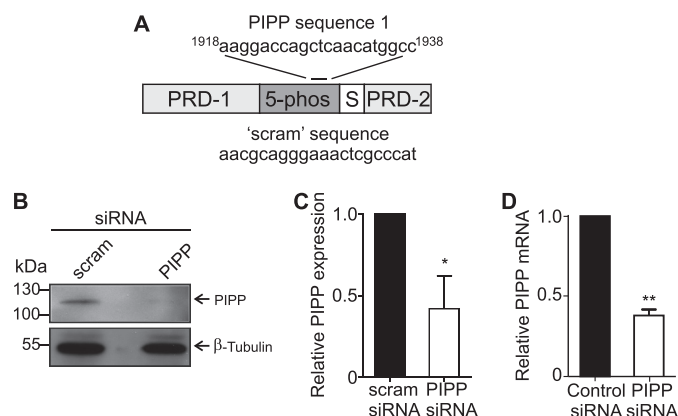 A
PIPP sequence 1
1918aaggaccagctcaacatggcc1938
PRD-1 5-phos S PRD-2
‘scram’ sequence
aacgcagggaaactcgcccat
B
siRNA
scram PIPP
kDa
130
100
PIPP
55
β-Tubulin
C
Relative PIPP expression
1.0
0.5
0
*
scram siRNA
PIPP siRNA
D
Relative PIPP mRNA
1.0
0.5
0
**
Control siRNA
PIPP siRNA